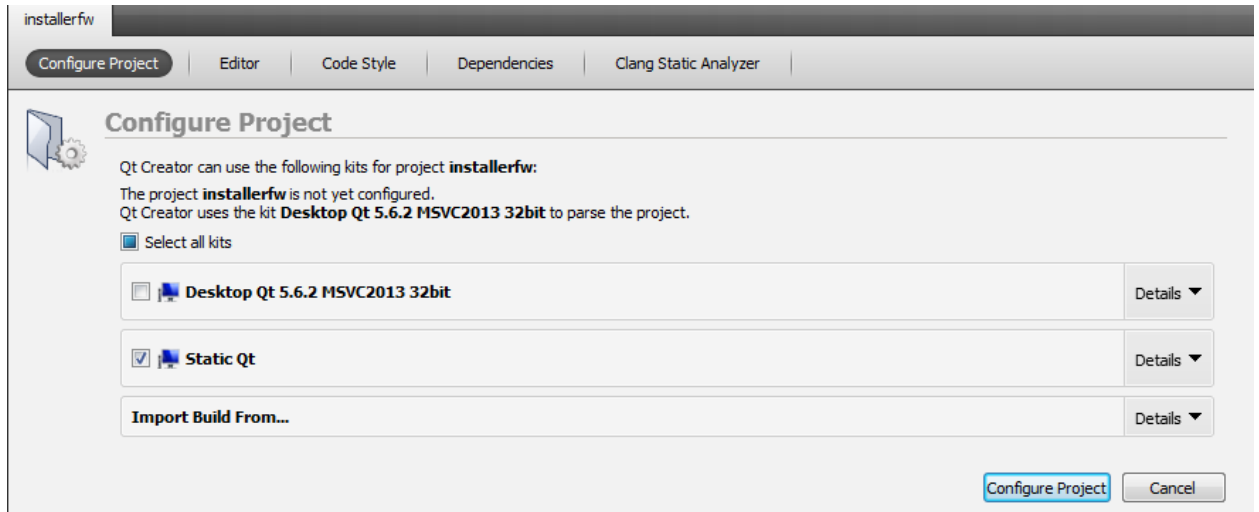 installerfw
Configure Project Editor Code Style Dependencies Clang Static Analyzer
Configure Project
Qt Creator can use the following kits for project installerfw:
The project installerfw is not yet configured.
Qt Creator uses the kit Desktop Qt 5.6.2 MSVC2013 32bit to parse the project.
Select all kits
Desktop Qt 5.6.2 MSVC2013 32bit Details
Static Qt Details
Import Build From... Details
Configure Project Cancel